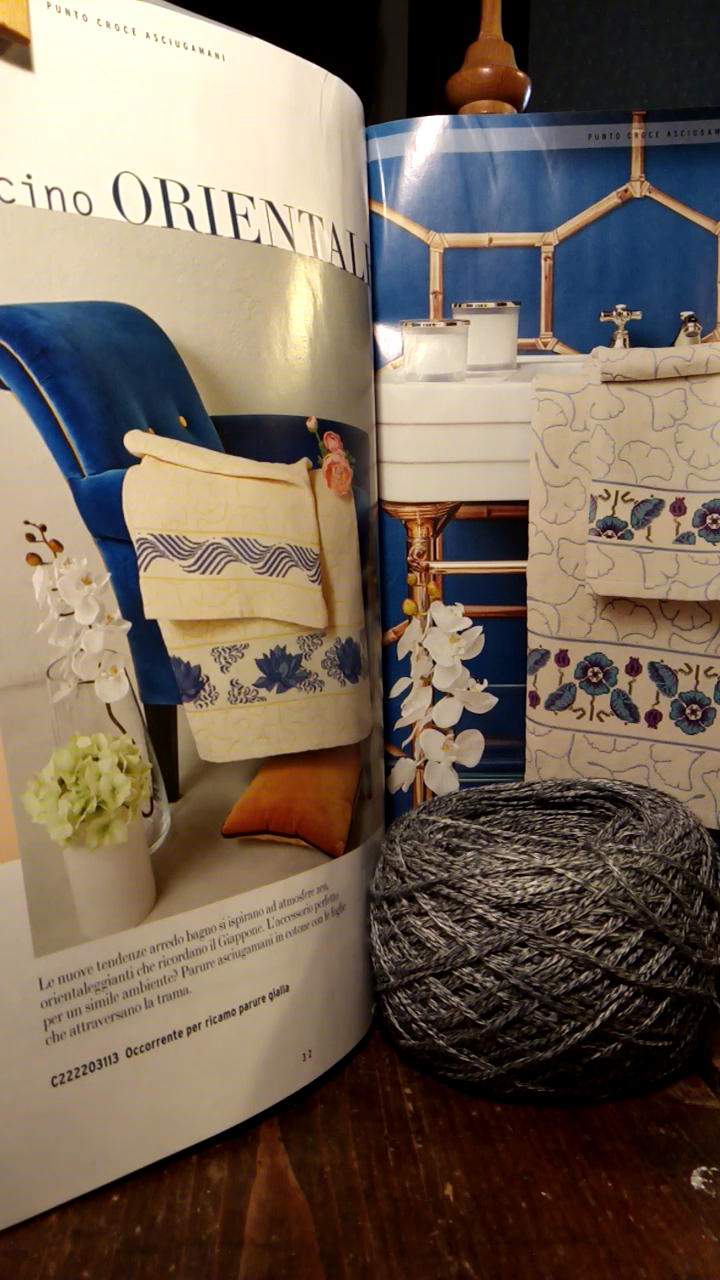 PUNTO CROCE ASCIUGAMANI
cino ORIENTALE
Le nuove tendenze arredo bagno si ispirano ad atmosfere zen,
orientaleggianti che ricordano il Giappone. L'accessorio perfetto
per un simile ambiente? Parure asciugamani in cotone con le foglie
che attraversano la trama.
C222203113 Occorrente per ricamo parure gialla
32
PUNTO CROCE ASCIUGAM